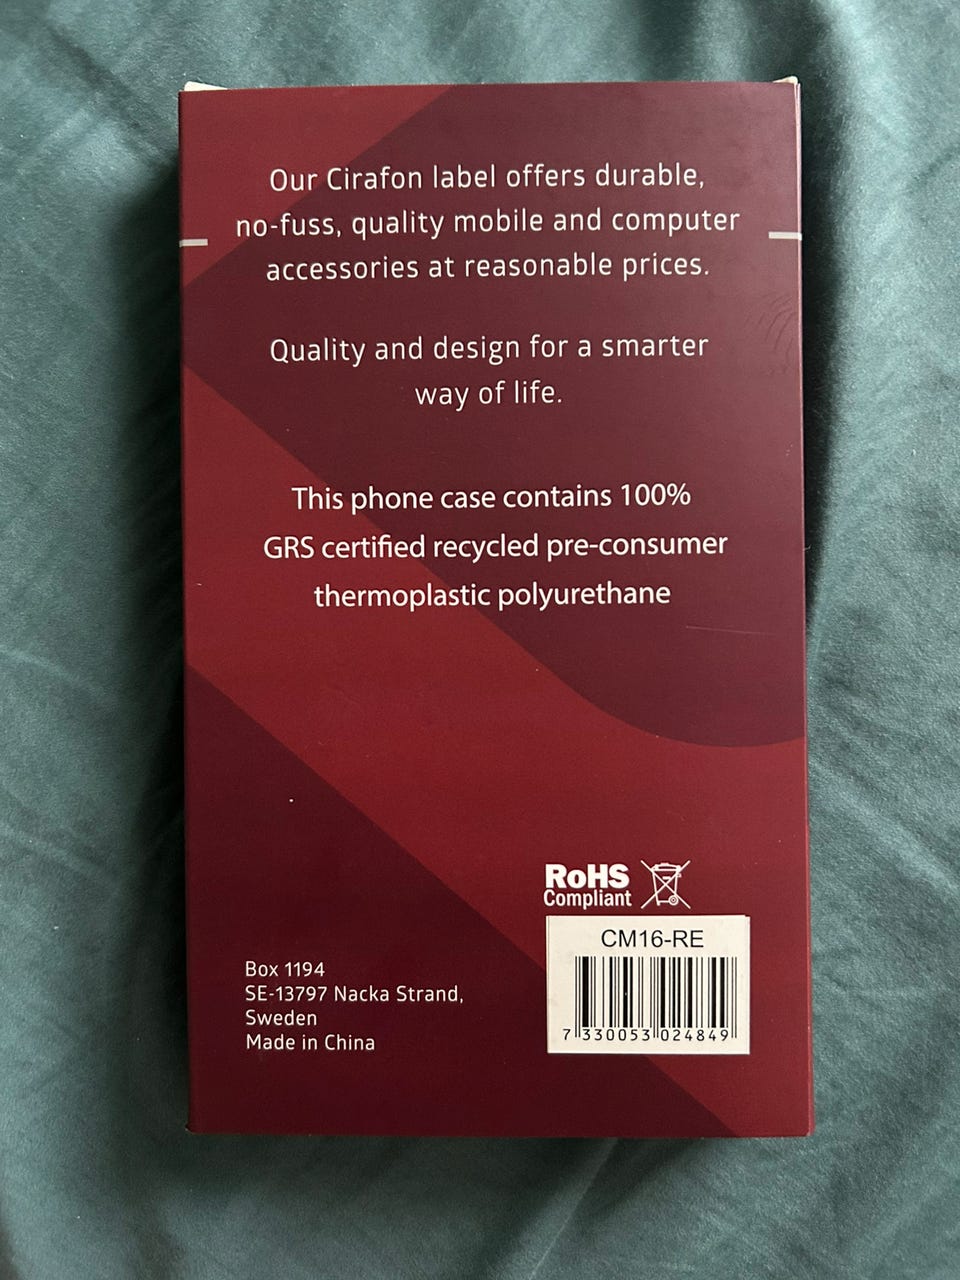 Our Cirafon label offers durable,
no-fuss, quality mobile and computer
accessories at reasonable prices.
Quality and design for a smarter
way of life.
This phone case contains 100%
GRS certified recycled pre-consumer
thermoplastic polyurethane
RoHS
Compliant
CM16-RE
7 330053 024849
Box 1194
SE-13797 Nacka Strand,
Sweden
Made in China